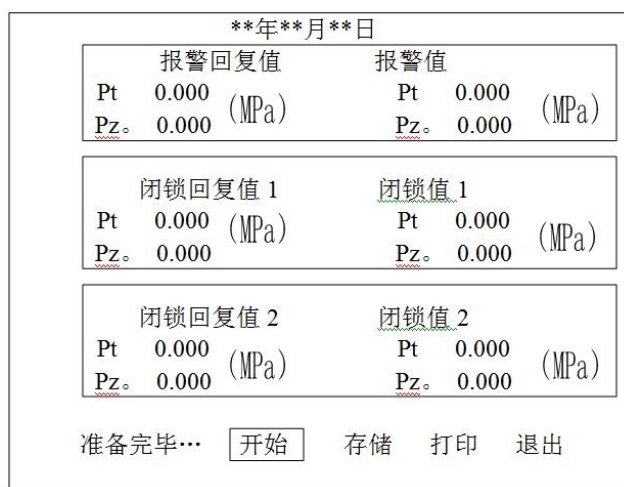 **年**月**日
报警回复值 报警值
Pt 0.000 (MPa) Pt 0.000 (MPa)
Pz。 0.000 Pz。 0.000
闭锁回复值 1 闭锁值 1
Pt 0.000 (MPa) Pt 0.000 (MPa)
Pz。 0.000 Pz。 0.000
闭锁回复值 2 闭锁值 2
Pt 0.000 (MPa) Pt 0.000 (MPa)
Pz。 0.000 Pz。 0.000
准备完毕… 开始 存储 打印 退出